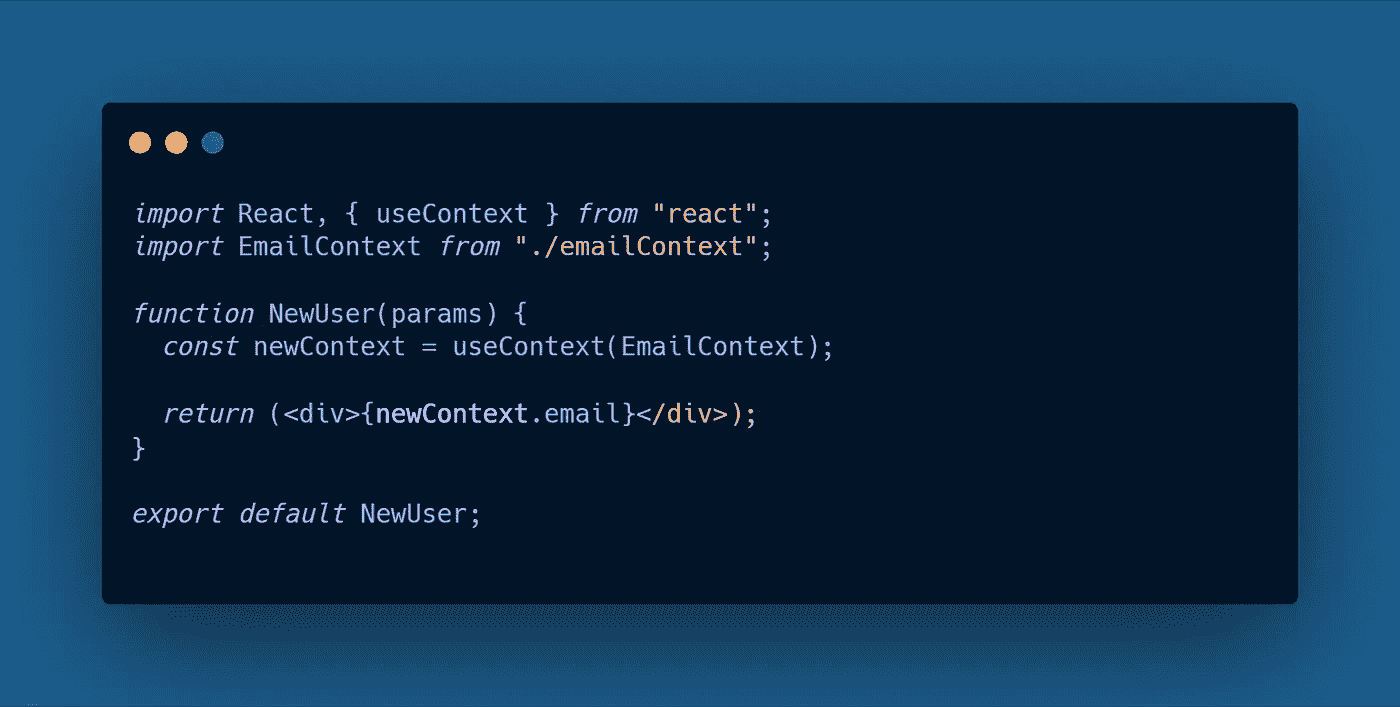 import React, { useContext } from "react";
import EmailContext from "./emailContext";
function NewUser(params) {
const newContext = useContext(EmailContext);
return (<div>{newContext.email}</div>);
}
export default NewUser;